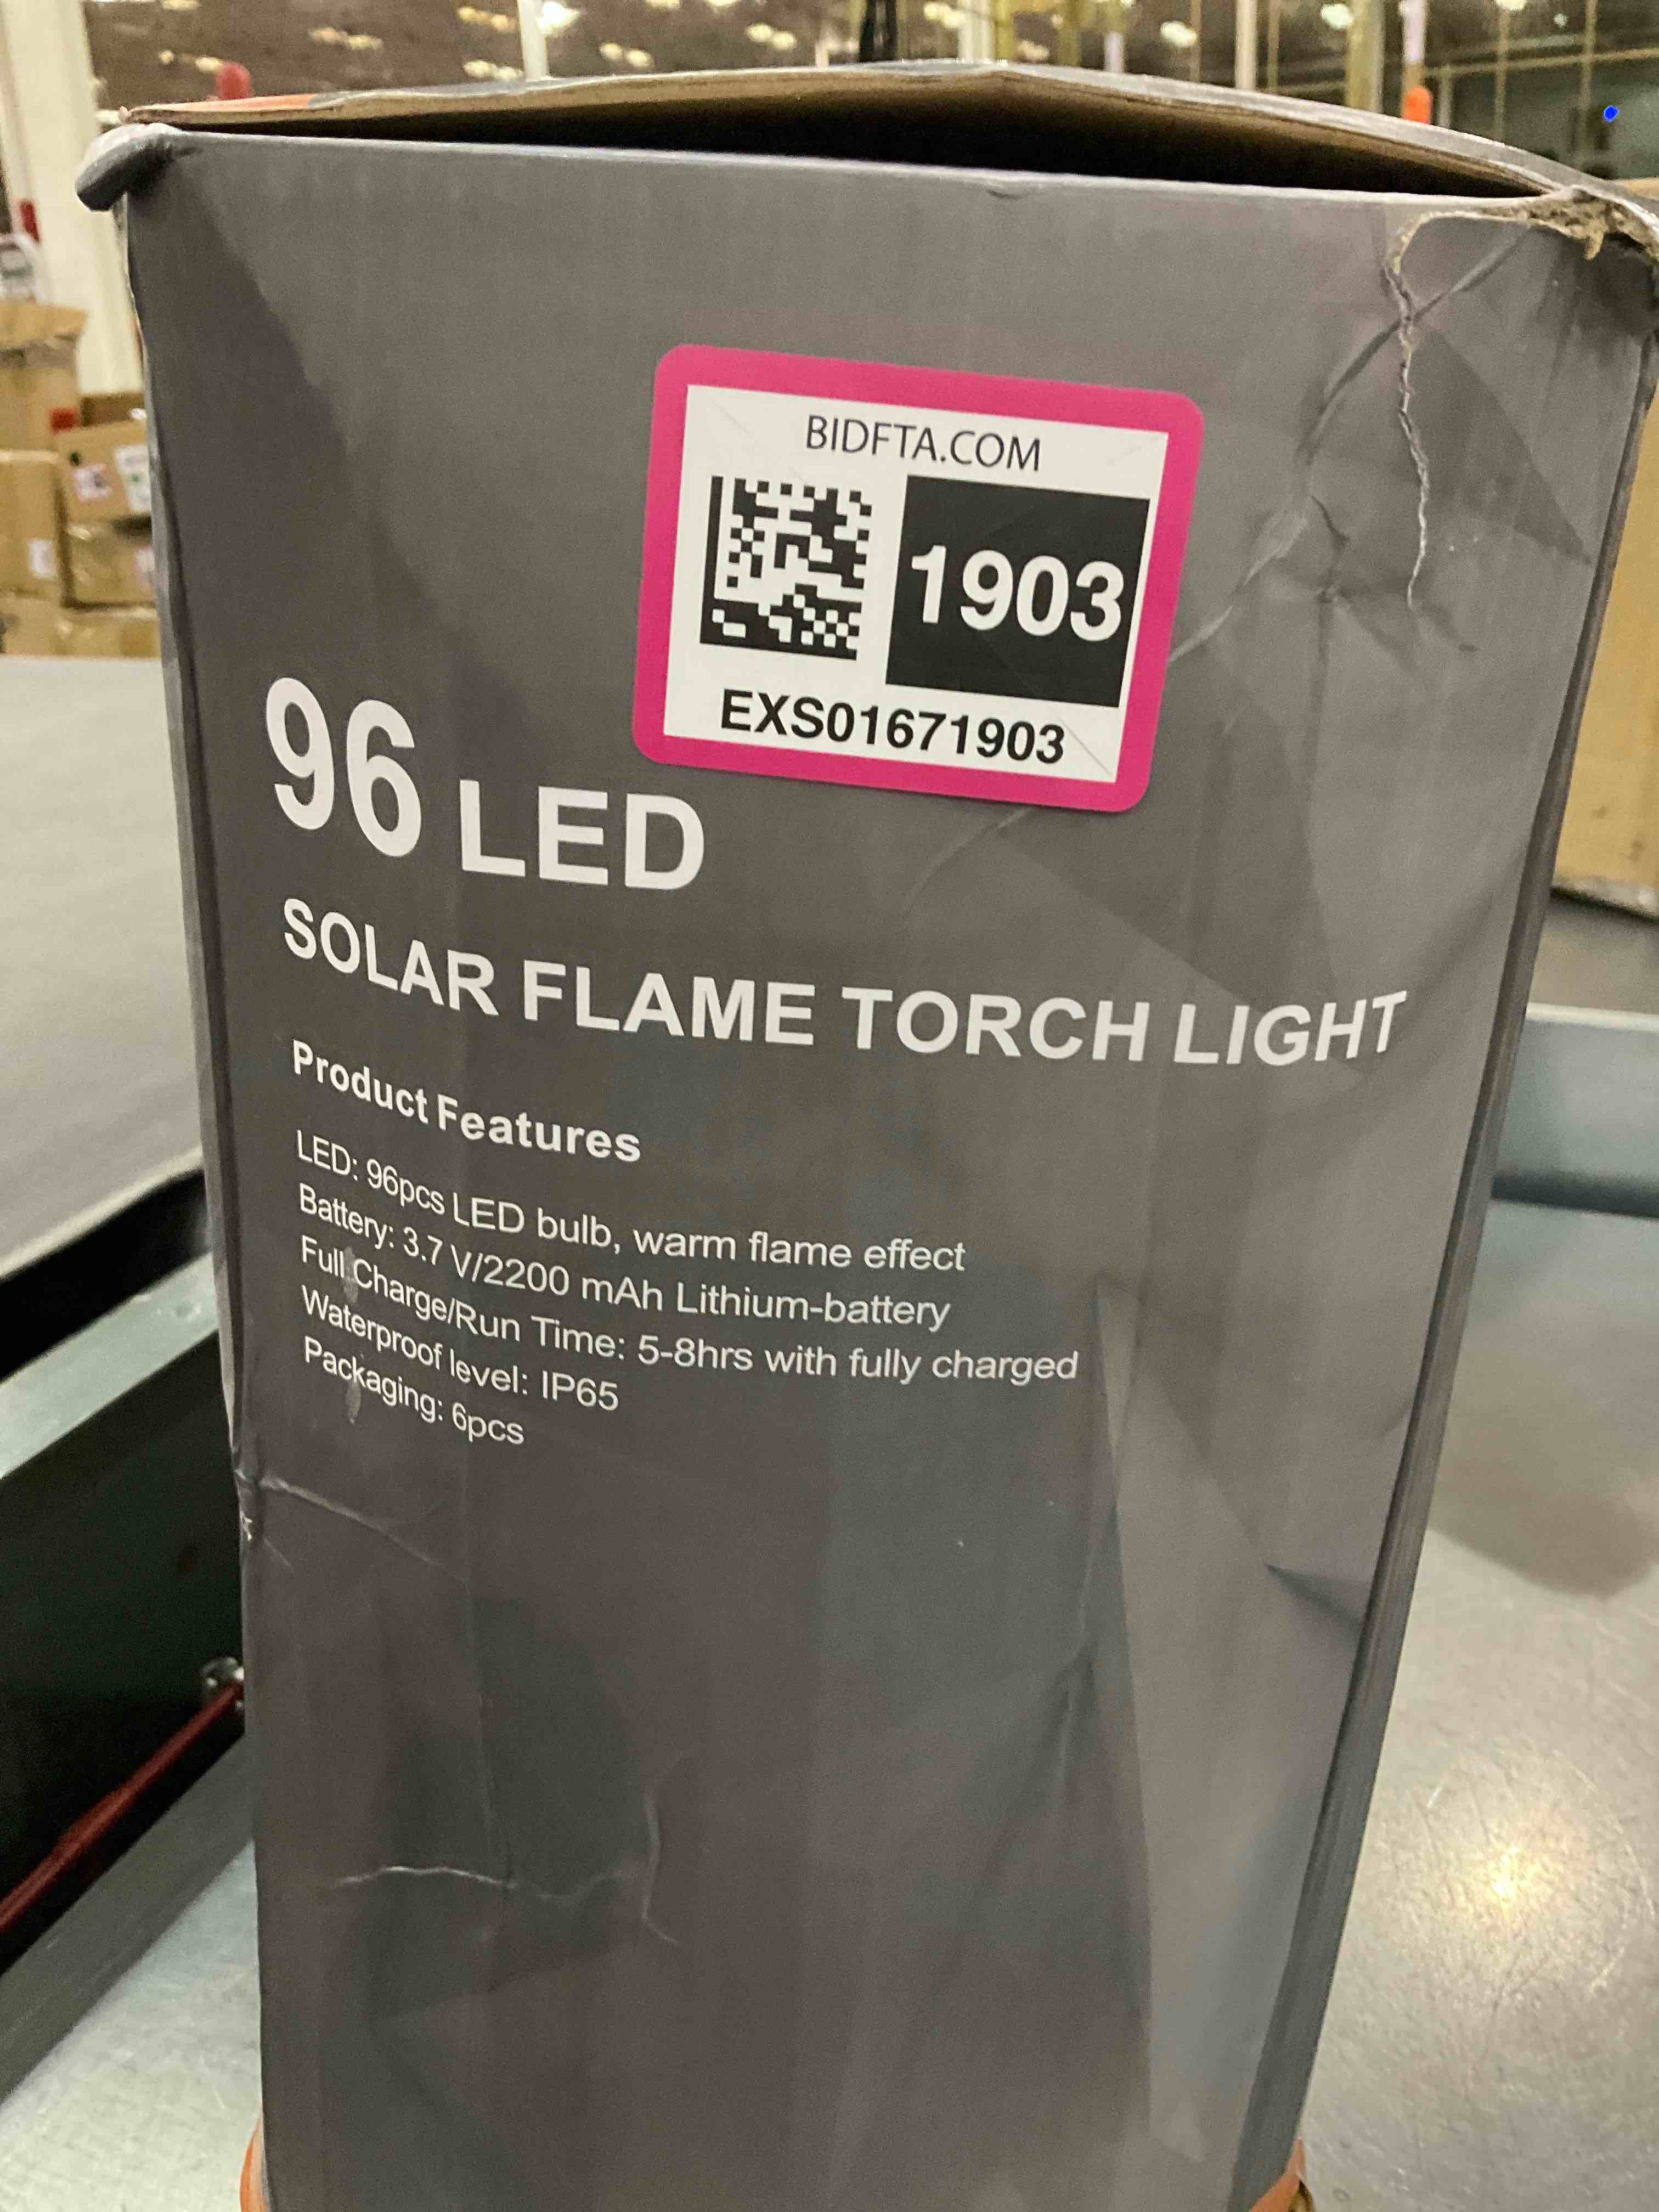 BIDFTA.COM
1903
EXS01671903
96 LED
SOLAR FLAME TORCH LIGHT
Product Features
LED: 96pcs LED bulb, warm flame effect
Battery: 3.7 V/2200 mAh Lithium-battery
Full Charge/Run Time: 5-8hrs with fully charged
Waterproof level: IP65
Packaging: 6pcs